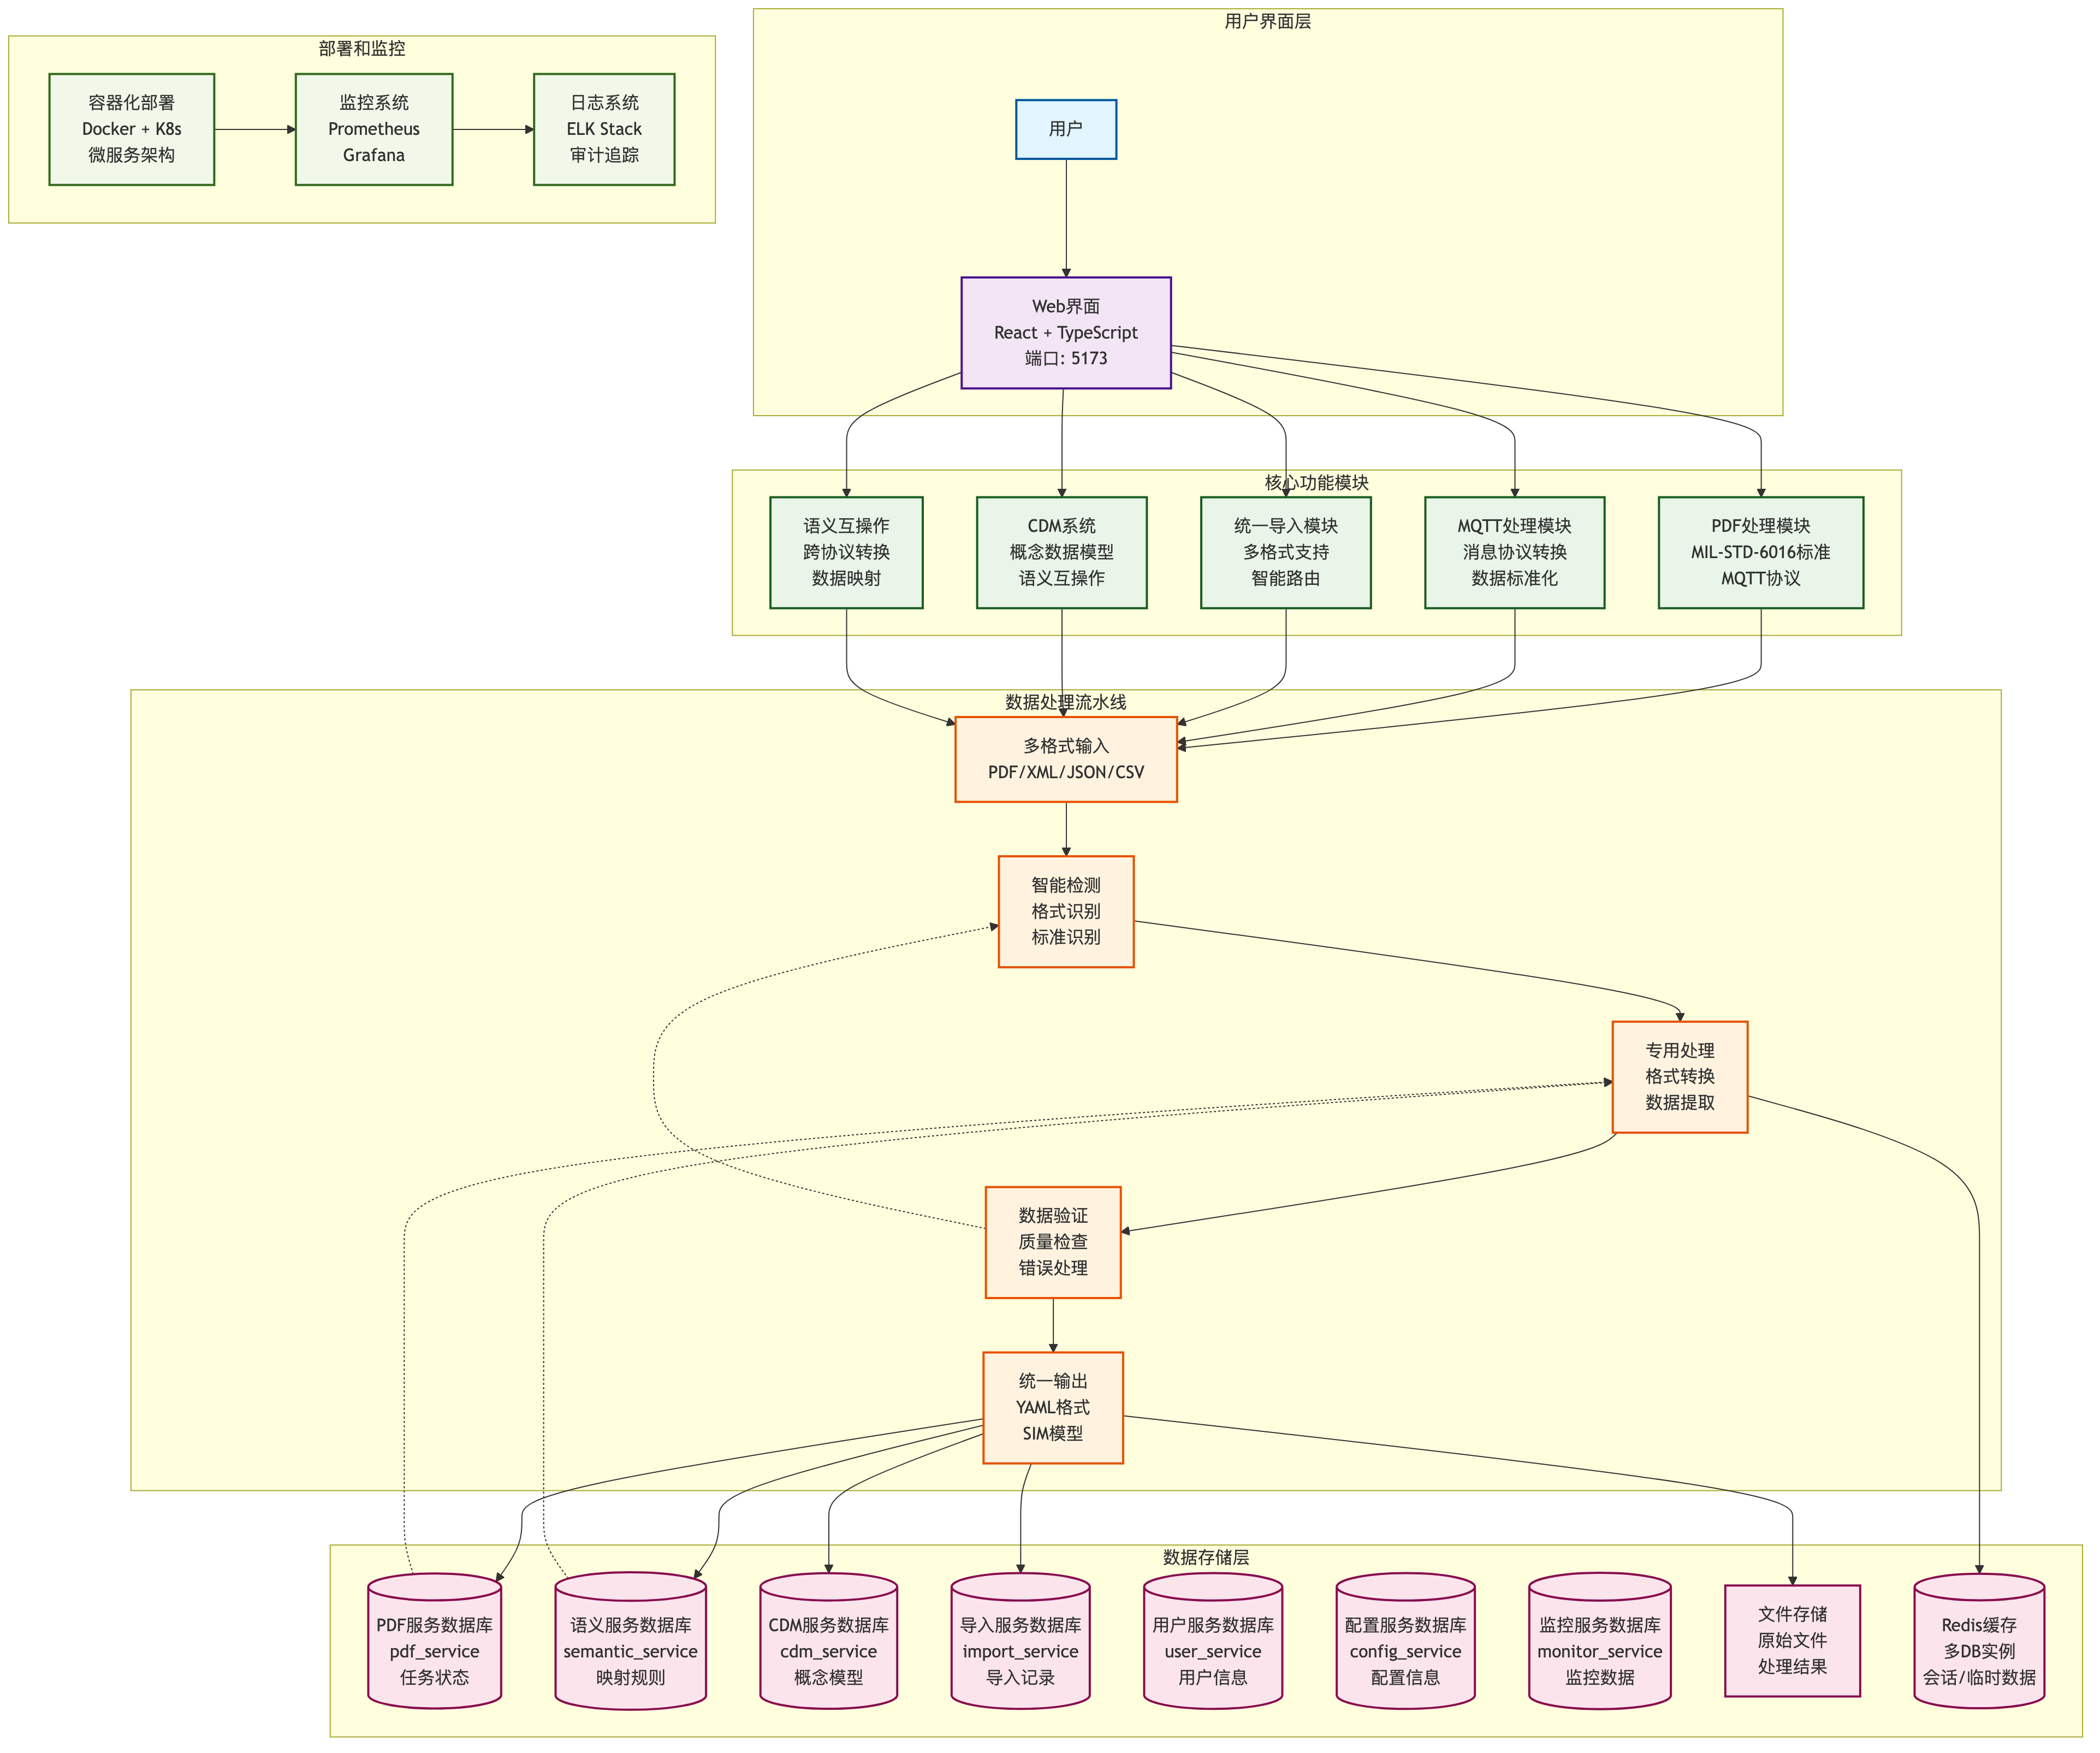 部署和监控
容器化部署
Docker + K8s
微服务架构
监控系统
Prometheus
Grafana
日志系统
ELK Stack
审计追踪
用户界面层
用户
Web界面
React + TypeScript
端口: 5173
核心功能模块
语义互操作
跨协议转换
数据映射
CDM系统
概念数据模型
语义互操作
统一导入模块
多格式支持
智能路由
MQTT处理模块
消息协议转换
数据标准化
PDF处理模块
MIL-STD-6016标准
MQTT协议
数据处理流水线
多格式输入
PDF/XML/JSON/CSV
智能检测
格式识别
标准识别
专用处理
格式转换
数据提取
数据验证
质量检查
错误处理
统一输出
YAML格式
SIM模型
数据存储层
PDF服务数据库
pdf_service
任务状态
语义服务数据库
semantic_service
映射规则
CDM服务数据库
cdm_service
概念模型
导入服务数据库
import_service
导入记录
用户服务数据库
user_service
用户信息
配置服务数据库
config_service
配置信息
监控服务数据库
monitor_service
监控数据
文件存储
原始文件
处理结果
Redis缓存
多DB实例
会话/临时数据